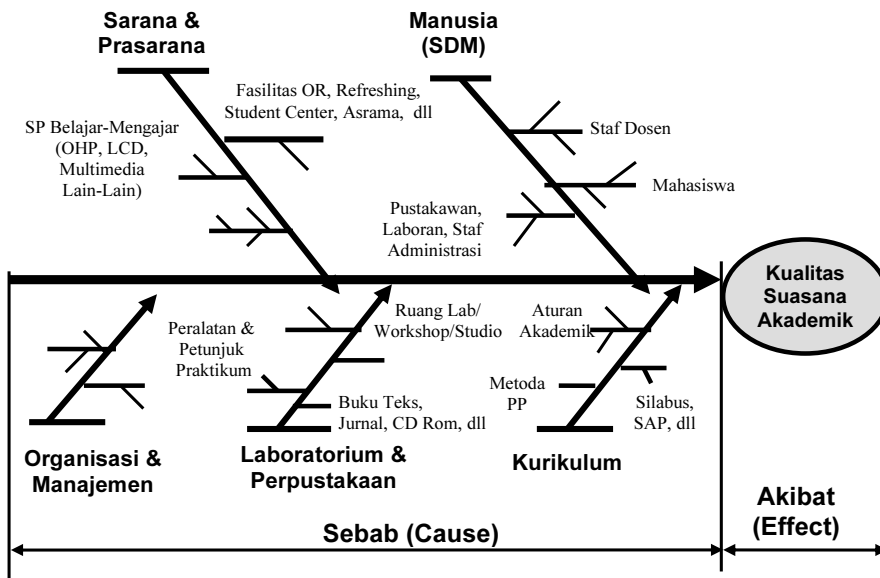 Sarana &
Prasarana
Manusia
(SDM)
Fasilitas OR, Refreshing,
Student Center, Asrama, dll
SP Belajar-Mengajar
(OHP, LCD,
Multimedia
Lain-Lain)
Staf Dosen
Mahasiswa
Pustakawan,
Laboran, Staf
Administrasi
Kualitas
Suasana
Akademik
Peralatan &
Petunjuk
Praktikum
Ruang Lab/
Workshop/Studio
Aturan
Akademik
Metoda
PP
Buku Teks,
Jurnal, CD Rom, dll
Silabus,
SAP, dll
Organisasi &
Manajemen
Laboratorium &
Perpustakaan
Kurikulum
Sebab (Cause)
Akibat
(Effect)